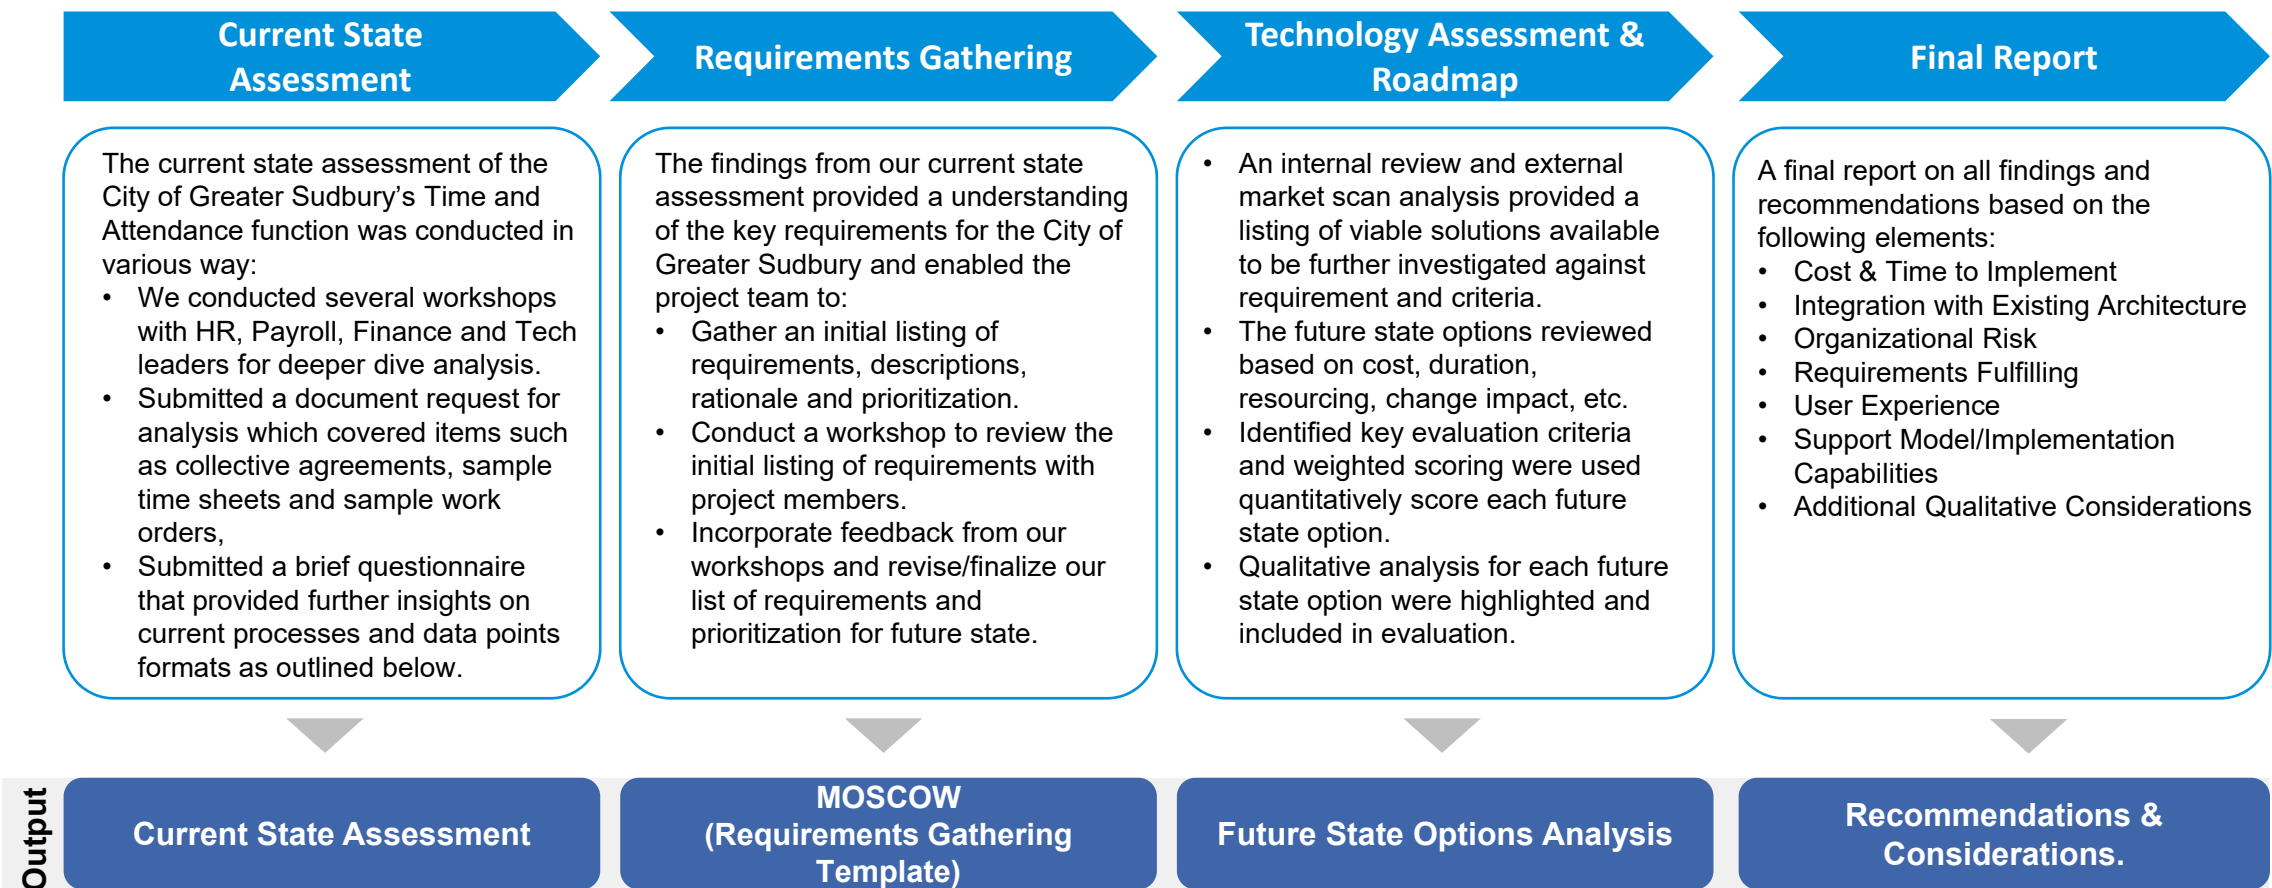 Current State
Assessment
Requirements Gathering
Technology Assessment &
Roadmap
Final Report
The current state assessment of the
City of Greater Sudbury’s Time and
Attendance function was conducted in
various way:
• We conducted several workshops
with HR, Payroll, Finance and Tech
leaders for deeper dive analysis.
• Submitted a document request for
analysis which covered items such
as collective agreements, sample
time sheets and sample work
orders,
• Submitted a brief questionnaire
that provided further insights on
current processes and data points
formats as outlined below.
The findings from our current state
assessment provided a understanding
of the key requirements for the City of
Greater Sudbury and enabled the
project team to:
• Gather an initial listing of
requirements, descriptions,
rationale and prioritization.
• Conduct a workshop to review the
initial listing of requirements with
project members.
• Incorporate feedback from our
workshops and revise/finalize our
list of requirements and
prioritization for future state.
• An internal review and external
market scan analysis provided a
listing of viable solutions available
to be further investigated against
requirement and criteria.
• The future state options reviewed
based on cost, duration,
resourcing, change impact, etc.
• Identified key evaluation criteria
and weighted scoring were used
quantitatively score each future
state option.
• Qualitative analysis for each future
state option were highlighted and
included in evaluation.
A final report on all findings and
recommendations based on the
following elements:
• Cost & Time to Implement
• Integration with Existing Architecture
• Organizational Risk
• Requirements Fulfilling
• User Experience
• Support Model/Implementation
Capabilities
• Additional Qualitative Considerations
Output
Current State Assessment
MOSCOW
(Requirements Gathering
Template)
Future State Options Analysis
Recommendations &
Considerations.